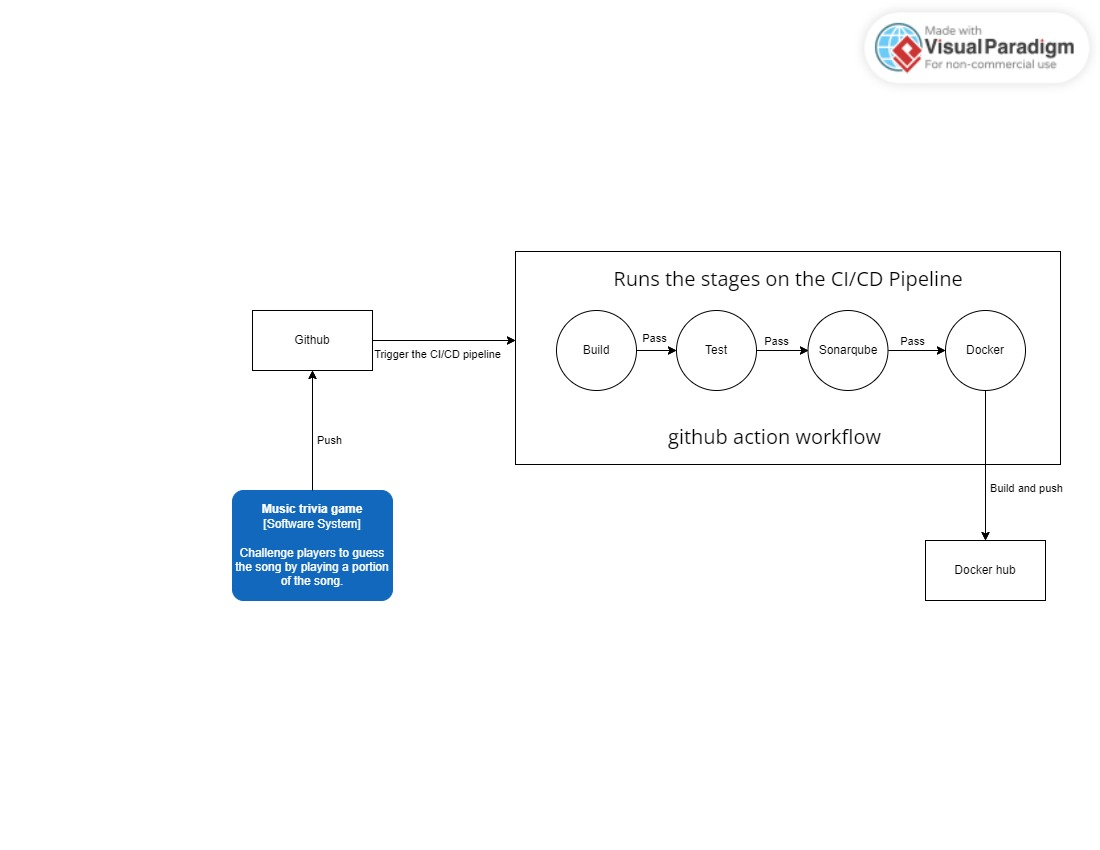 Made with
Visual Paradigm
For non-commercial use
Runs the stages on the CI/CD Pipeline
Github
Trigger the CI/CD pipeline
Build
Pass
Test
Pass
Sonarqube
Pass
Docker
github action workflow
Push
Build and push
Music trivia game
[Software System]
Challenge players to guess
the song by playing a portion
of the song.
Docker hub